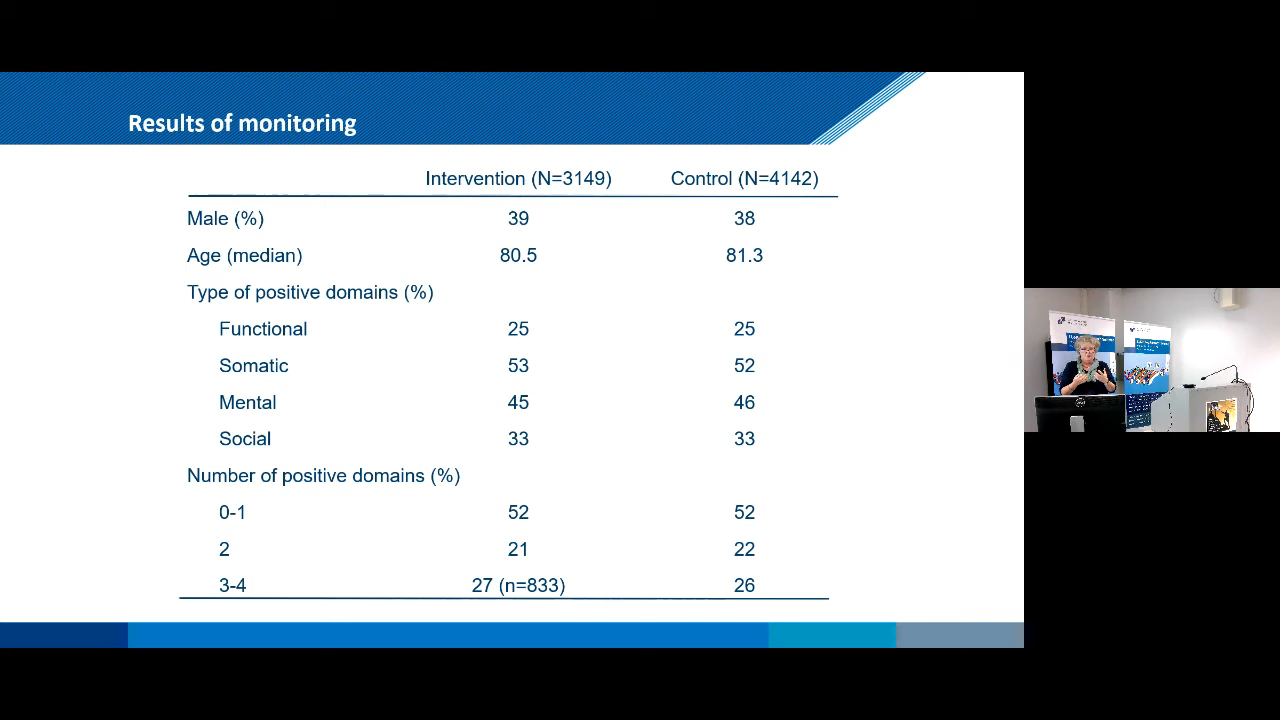 Results of monitoring
Intervention (N=3149) Control (N=4142)
Male (%) 39 38
Age (median) 80.5 81.3
Type of positive domains (%)
Functional 25 25
Somatic 53 52
Mental 45 46
Social 33 33
Number of positive domains (%)
0-1 52 52
2 21 22
3-4 27 (n=833) 26